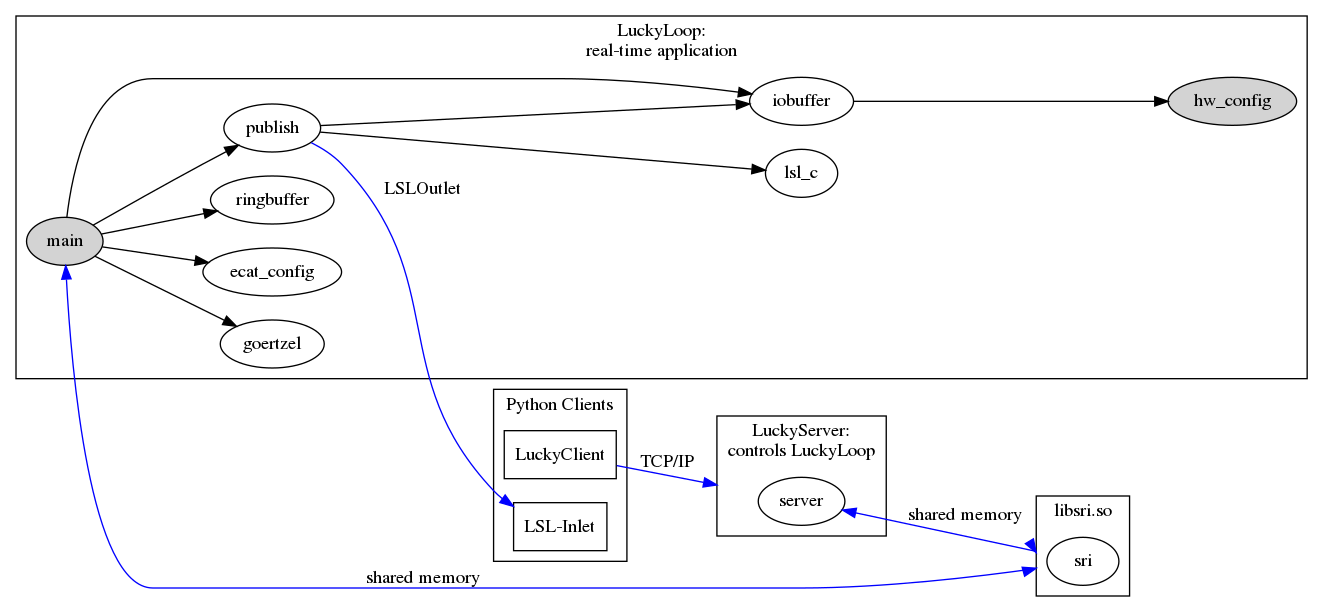 LuckyLoop:
real-time application
iobuffer
hw_config
publish
lsl_c
LSLOutlet
ringbuffer
main
ecat_config
goertzel
Python Clients
LuckyClient
TCP/IP
LSL-Inlet
LuckyServer:
controls LuckyLoop
server
shared memory
libsri.so
sri
shared memory